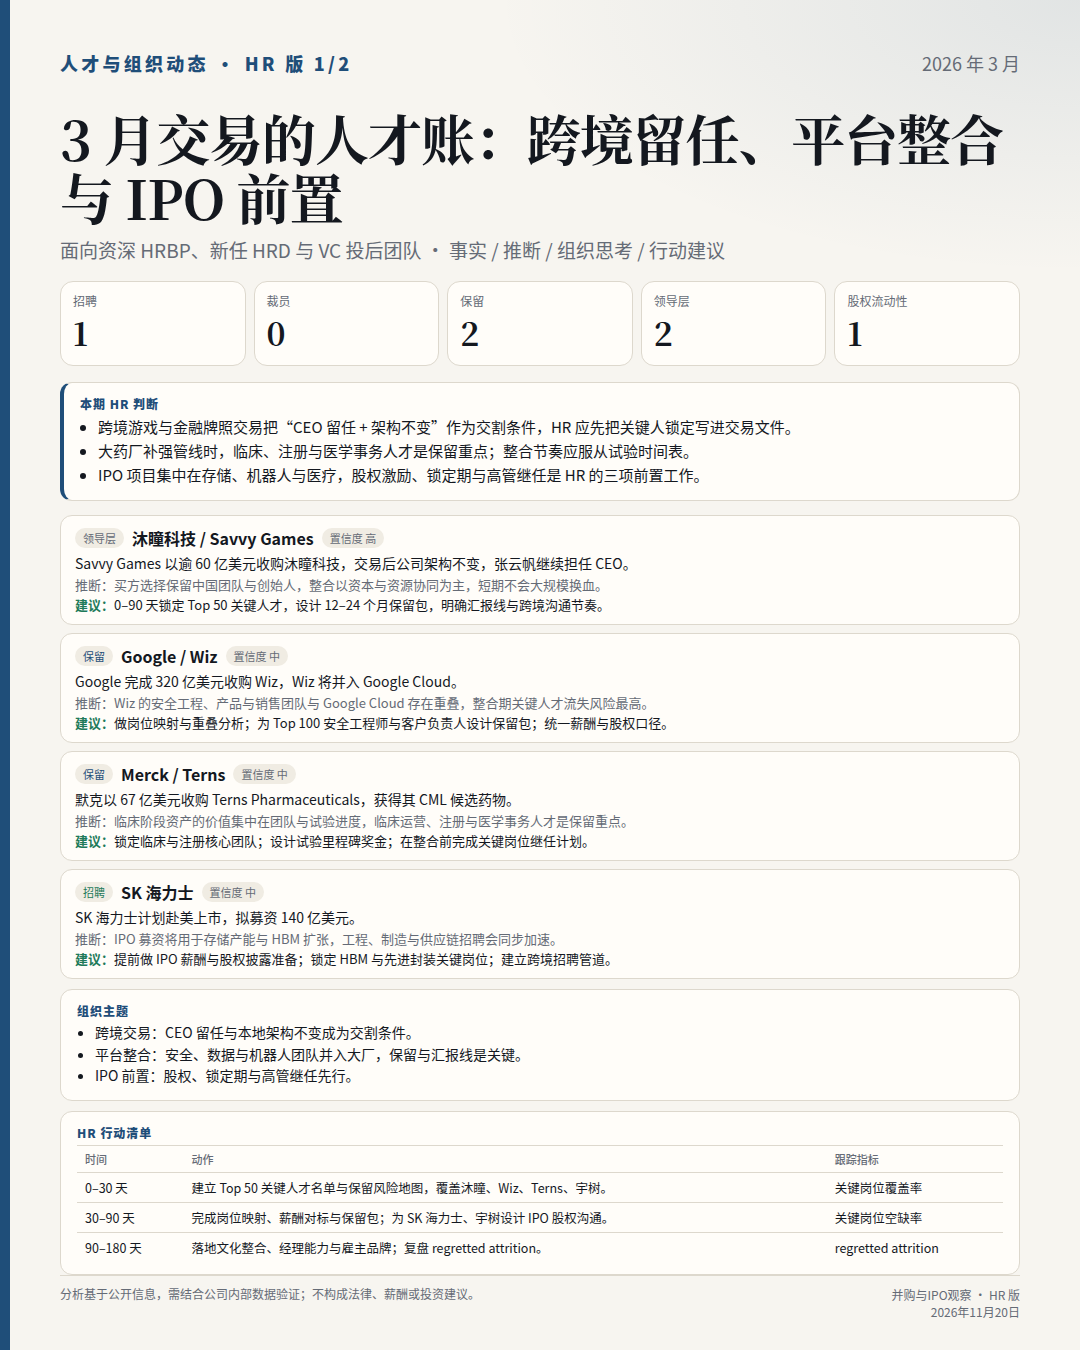 人才与组织动态 · HR 版 1/2
2026 年 3 月
3 月交易的人才账：跨境留任、平台整合
与 IPO 前置
面向资深 HRBP、新任 HRD 与 VC 投后团队 · 事实 / 推断 / 组织思考 / 行动建议
招聘
1
裁员
0
保留
2
领导层
2
股权流动性
1
本期 HR 判断
• 跨境游戏与金融牌照交易把“CEO 留任 + 架构不变”作为交割条件，HR 应先把关键人锁定写进交易文件。
• 大药厂补强管线时，临床、注册与医学事务人才是保留重点；整合节奏应服从试验时间表。
• IPO 项目集中在存储、机器人与医疗，股权激励、锁定期与高管继任是 HR 的三项前置工作。
领导层 沐瞳科技 / Savvy Games 置信度 高
Savvy Games 以逾 60 亿美元收购沐瞳科技，交易后公司架构不变，张云帆继续担任 CEO。
推断：买方选择保留中国团队与创始人，整合以资本与资源协同为主，短期不会大规模换血。
建议：0–90 天锁定 Top 50 关键人才，设计 12–24 个月保留包，明确汇报线与跨境沟通节奏。
保留 Google / Wiz 置信度 中
Google 完成 320 亿美元收购 Wiz，Wiz 将并入 Google Cloud。
推断：Wiz 的安全工程、产品与销售团队与 Google Cloud 存在重叠，整合期关键人才流失风险最高。
建议：做岗位映射与重叠分析；为 Top 100 安全工程师与客户负责人设计保留包；统一薪酬与股权口径。
保留 Merck / Terns 置信度 中
默克以 67 亿美元收购 Terns Pharmaceuticals，获得其 CML 候选药物。
推断：临床阶段资产的价值集中在团队与试验进度，临床运营、注册与医学事务人才是保留重点。
建议：锁定临床与注册核心团队；设计试验里程碑奖金；在整合前完成关键岗位继任计划。
招聘 SK 海力士 置信度 中
SK 海力士计划赴美上市，拟募资 140 亿美元。
推断：IPO 募资将用于存储产能与 HBM 扩张，工程、制造与供应链招聘会同步加速。
建议：提前做 IPO 薪酬与股权披露准备；锁定 HBM 与先进封装关键岗位；建立跨境招聘管道。
组织主题
• 跨境交易：CEO 留任与本地架构不变成为交割条件。
• 平台整合：安全、数据与机器人团队并入大厂，保留与汇报线是关键。
• IPO 前置：股权、锁定期与高管继任先行。
HR 行动清单
时间 动作 跟踪指标
0–30 天 建立 Top 50 关键人才名单与保留风险地图，覆盖沐瞳、Wiz、Terns、宇树。 关键岗位覆盖率
30–90 天 完成岗位映射、薪酬对标与保留包；为 SK 海力士、宇树设计 IPO 股权沟通。 关键岗位空缺率
90–180 天 落地文化整合、经理能力与雇主品牌；复盘 regretted attrition。 regretted attrition
分析基于公开信息，需结合公司内部数据验证；不构成法律、薪酬或投资建议。
并购与IPO观察 · HR 版
2026年11月20日